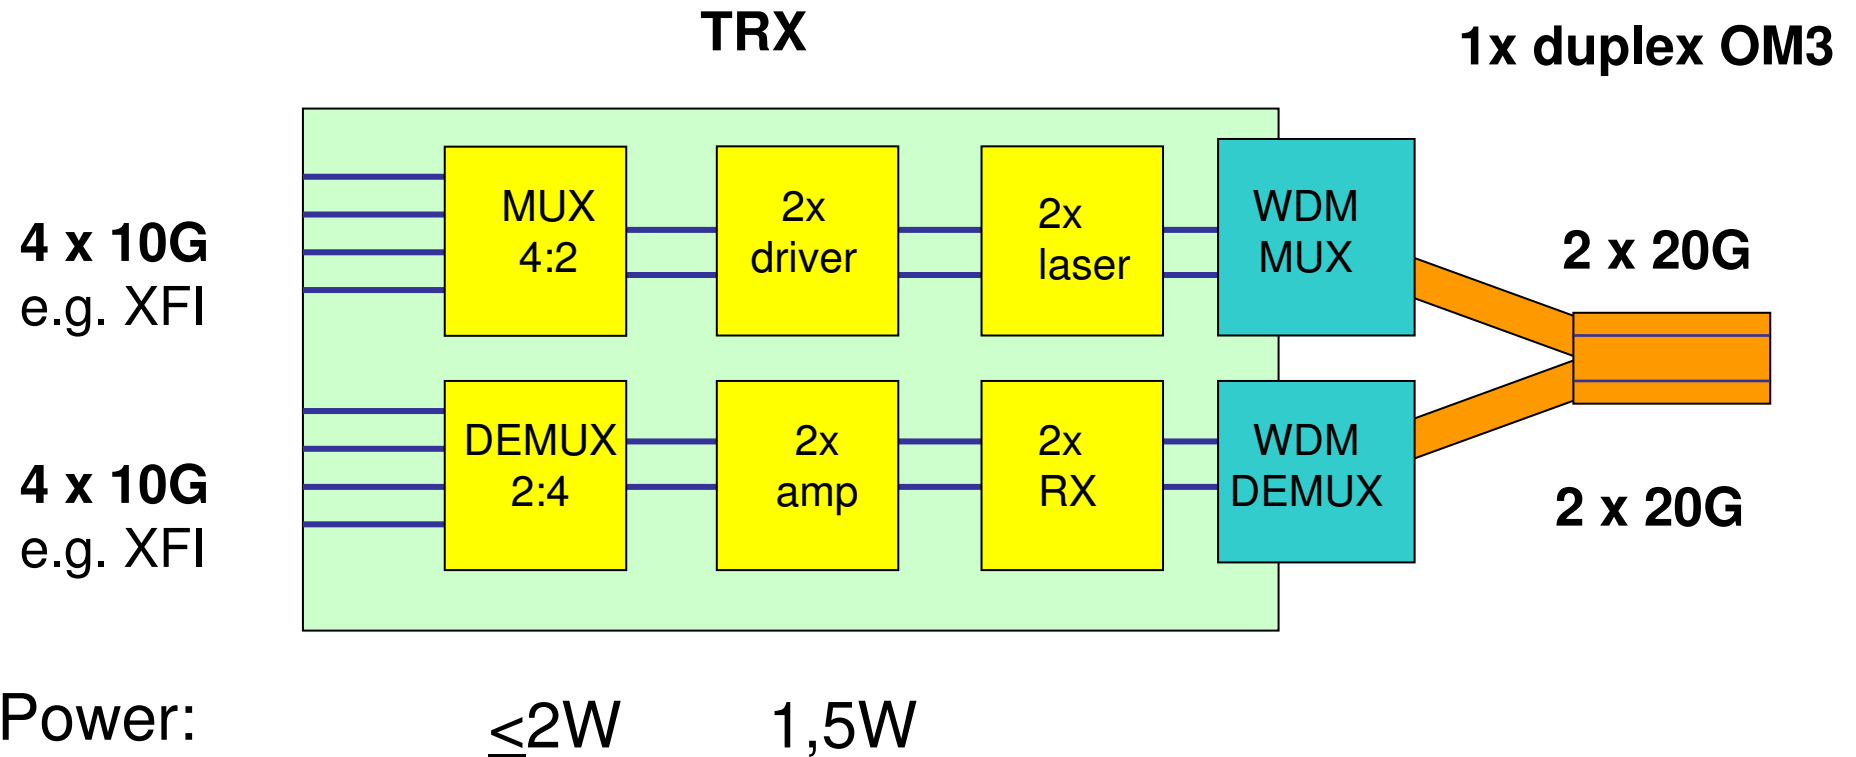 TRX
1x duplex OM3
4 x 10G
e.g. XFI
MUX
4:2
2x
driver
2x
laser
WDM
MUX
2 x 20G
4 x 10G
e.g. XFI
DEMUX
2:4
2x
amp
2x
RX
WDM
DEMUX
2 x 20G
Power:
≤2W
1,5W